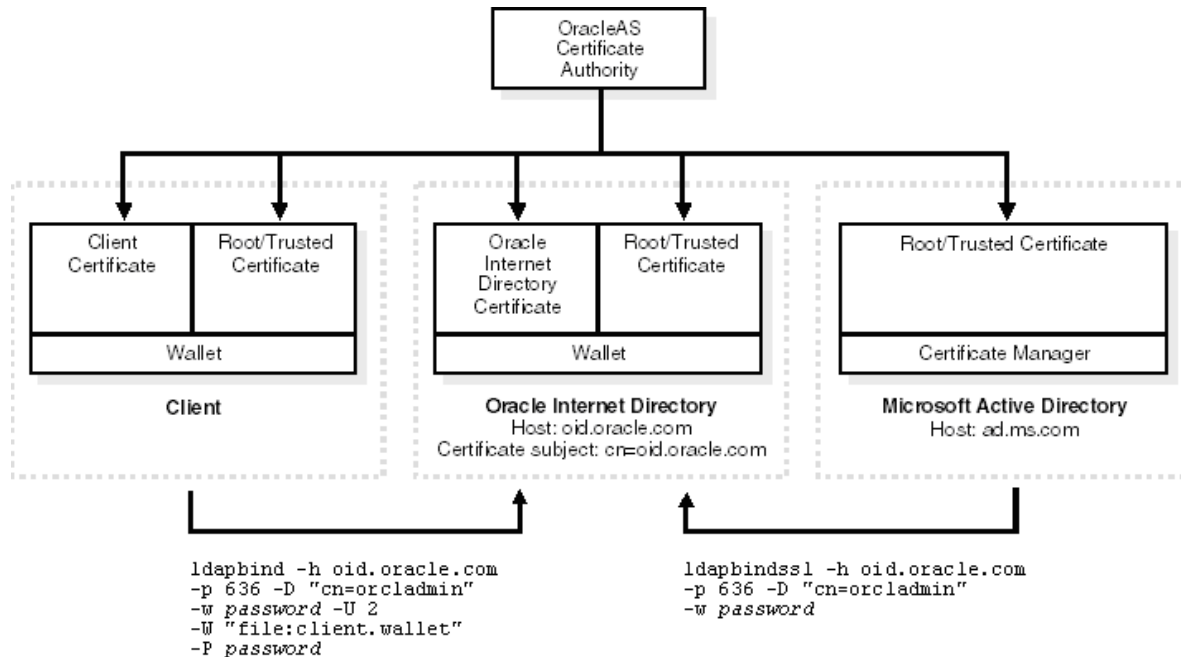 OracleAS
Certificate
Authority
Client
Certificate
Root/Trusted
Certificate
Wallet
Client
Oracle
Internet
Directory
Certificate
Root/Trusted
Certificate
Wallet
Oracle Internet Directory
Host: oid.oracle.com
Certificate subject: cn=oid.oracle.com
Root/Trusted Certificate
Certificate Manager
Microsoft Active Directory
Host: ad.ms.com
ldapbind -h oid.oracle.com
-p 636 -D "cn=orcladmin"
-w password -U 2
-W "file:client.wallet"
-P password
ldapbindssl -h oid.oracle.com
-p 636 -D "cn=orcladmin"
-w password